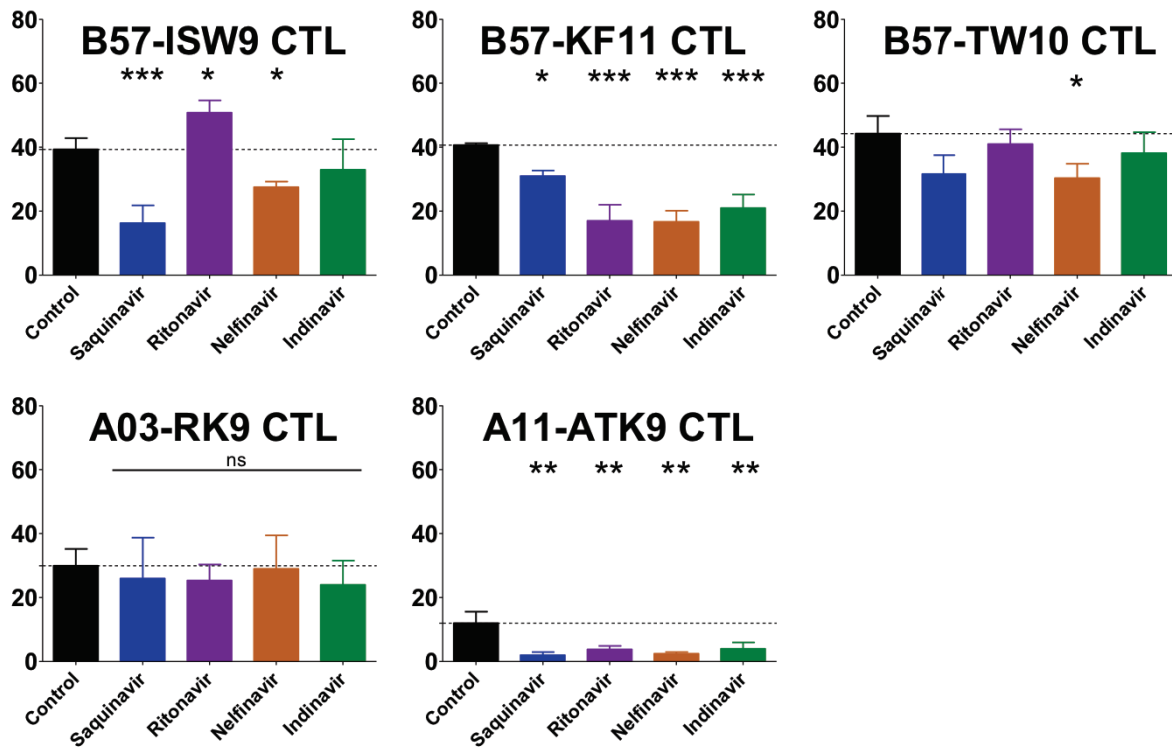 B57-ISW9 CTL
*** * *
80
60
40
20
0
Control Saquinavir Ritonavir Nelfinavir Indinavir
B57-KF11 CTL
* *** *** ***
80
60
40
20
0
Control Saquinavir Ritonavir Nelfinavir Indinavir
B57-TW10 CTL
*
80
60
40
20
0
Control Saquinavir Ritonavir Nelfinavir Indinavir
A03-RK9 CTL
ns
80
60
40
20
0
Control Saquinavir Ritonavir Nelfinavir Indinavir
A11-ATK9 CTL
** ** ** **
80
60
40
20
0
Control Saquinavir Ritonavir Nelfinavir Indinavir